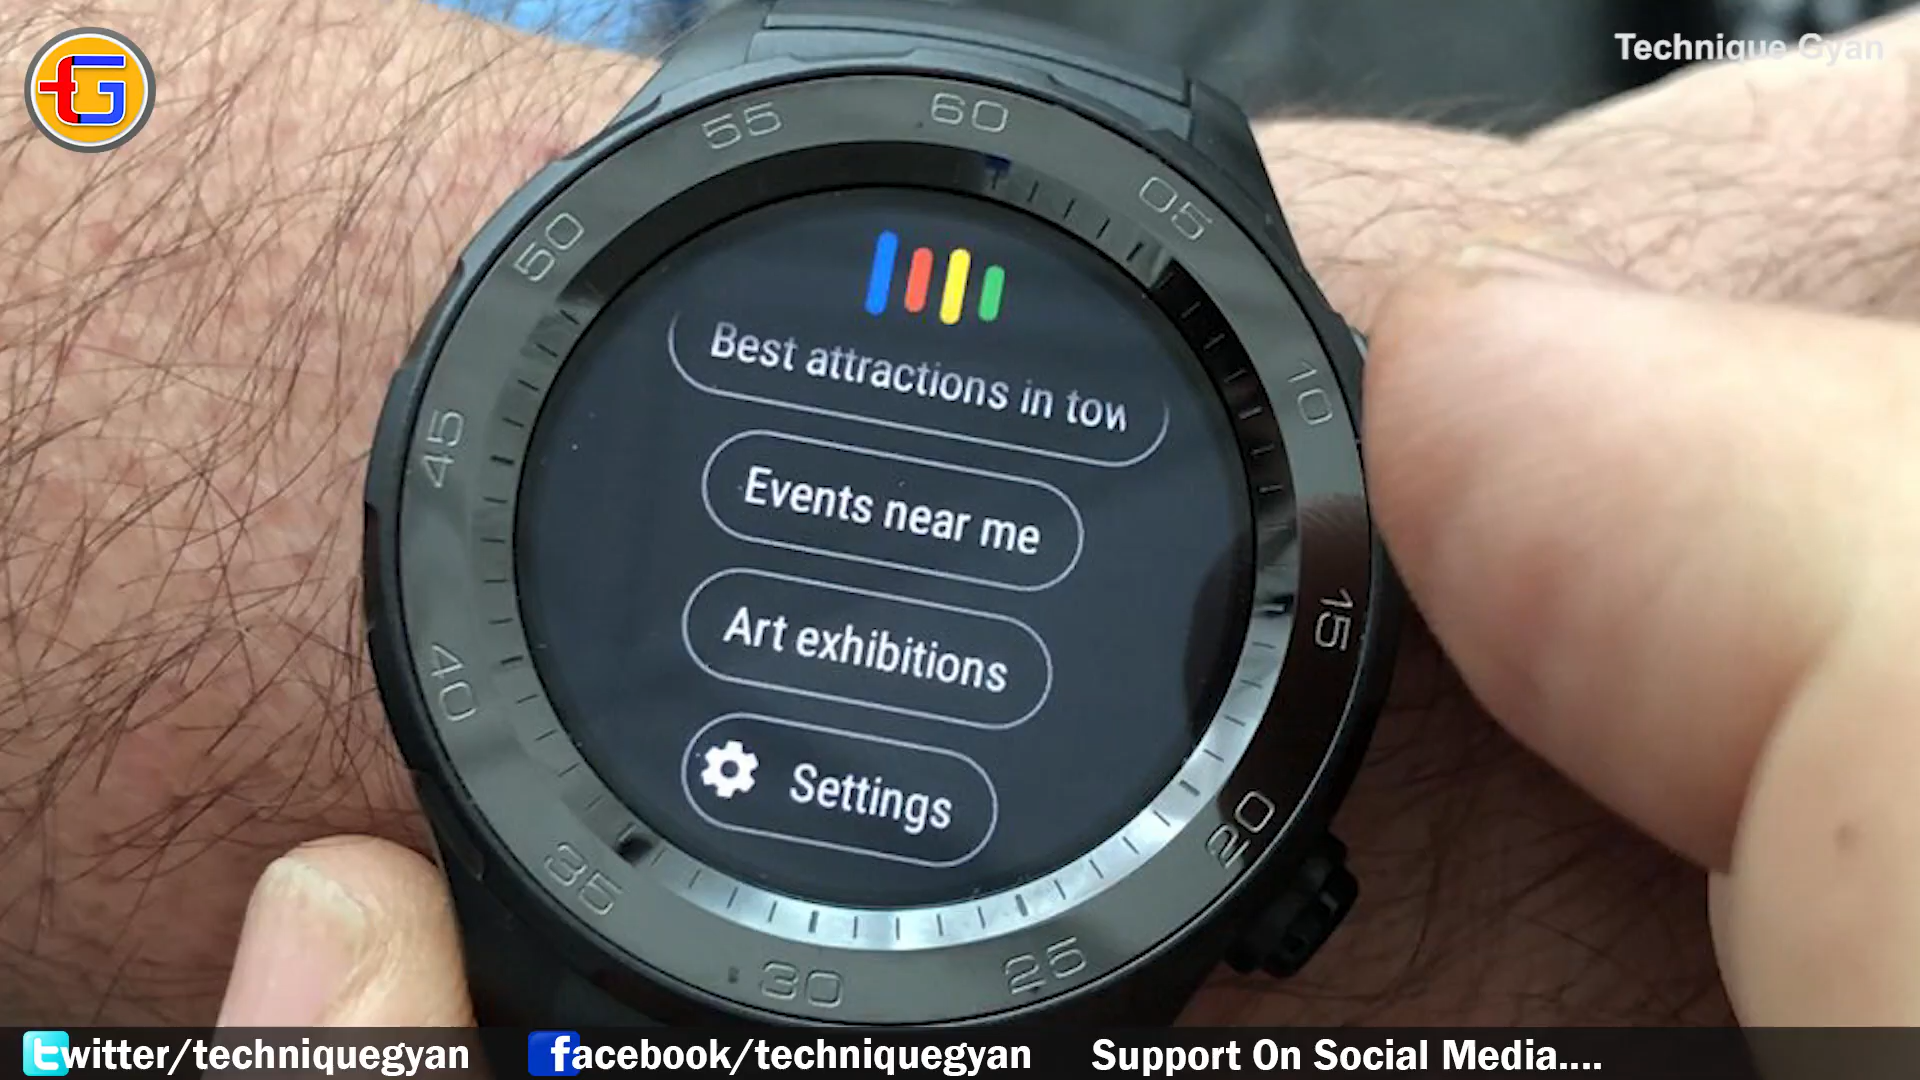 tG
Technique Gyan
60
05
10
15
20
25
30
35
40
45
50
55
Best attractions in tow
Events near me
Art exhibitions
Settings
twitter/techniquegyan
facebook/techniquegyan
Support On Social Media....